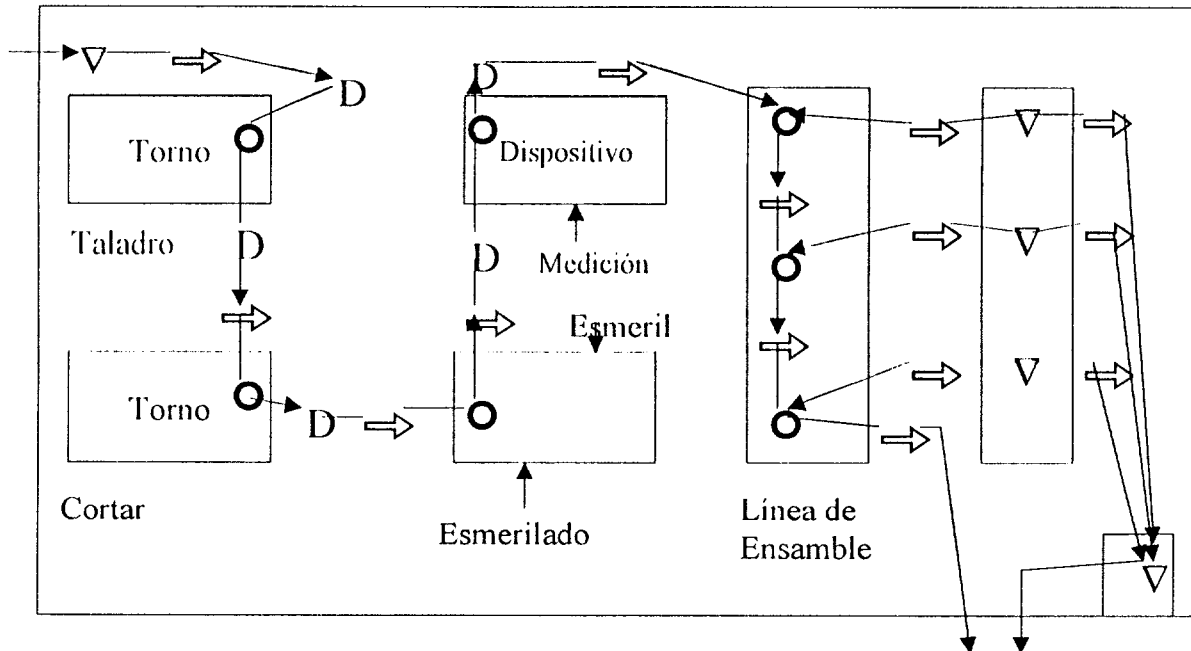 D
D
Torno
Dispositivo
Taladro
D
D
Medición
Esmeril
Torno
D
Cortar
Esmerilado
Línea de
Ensamble